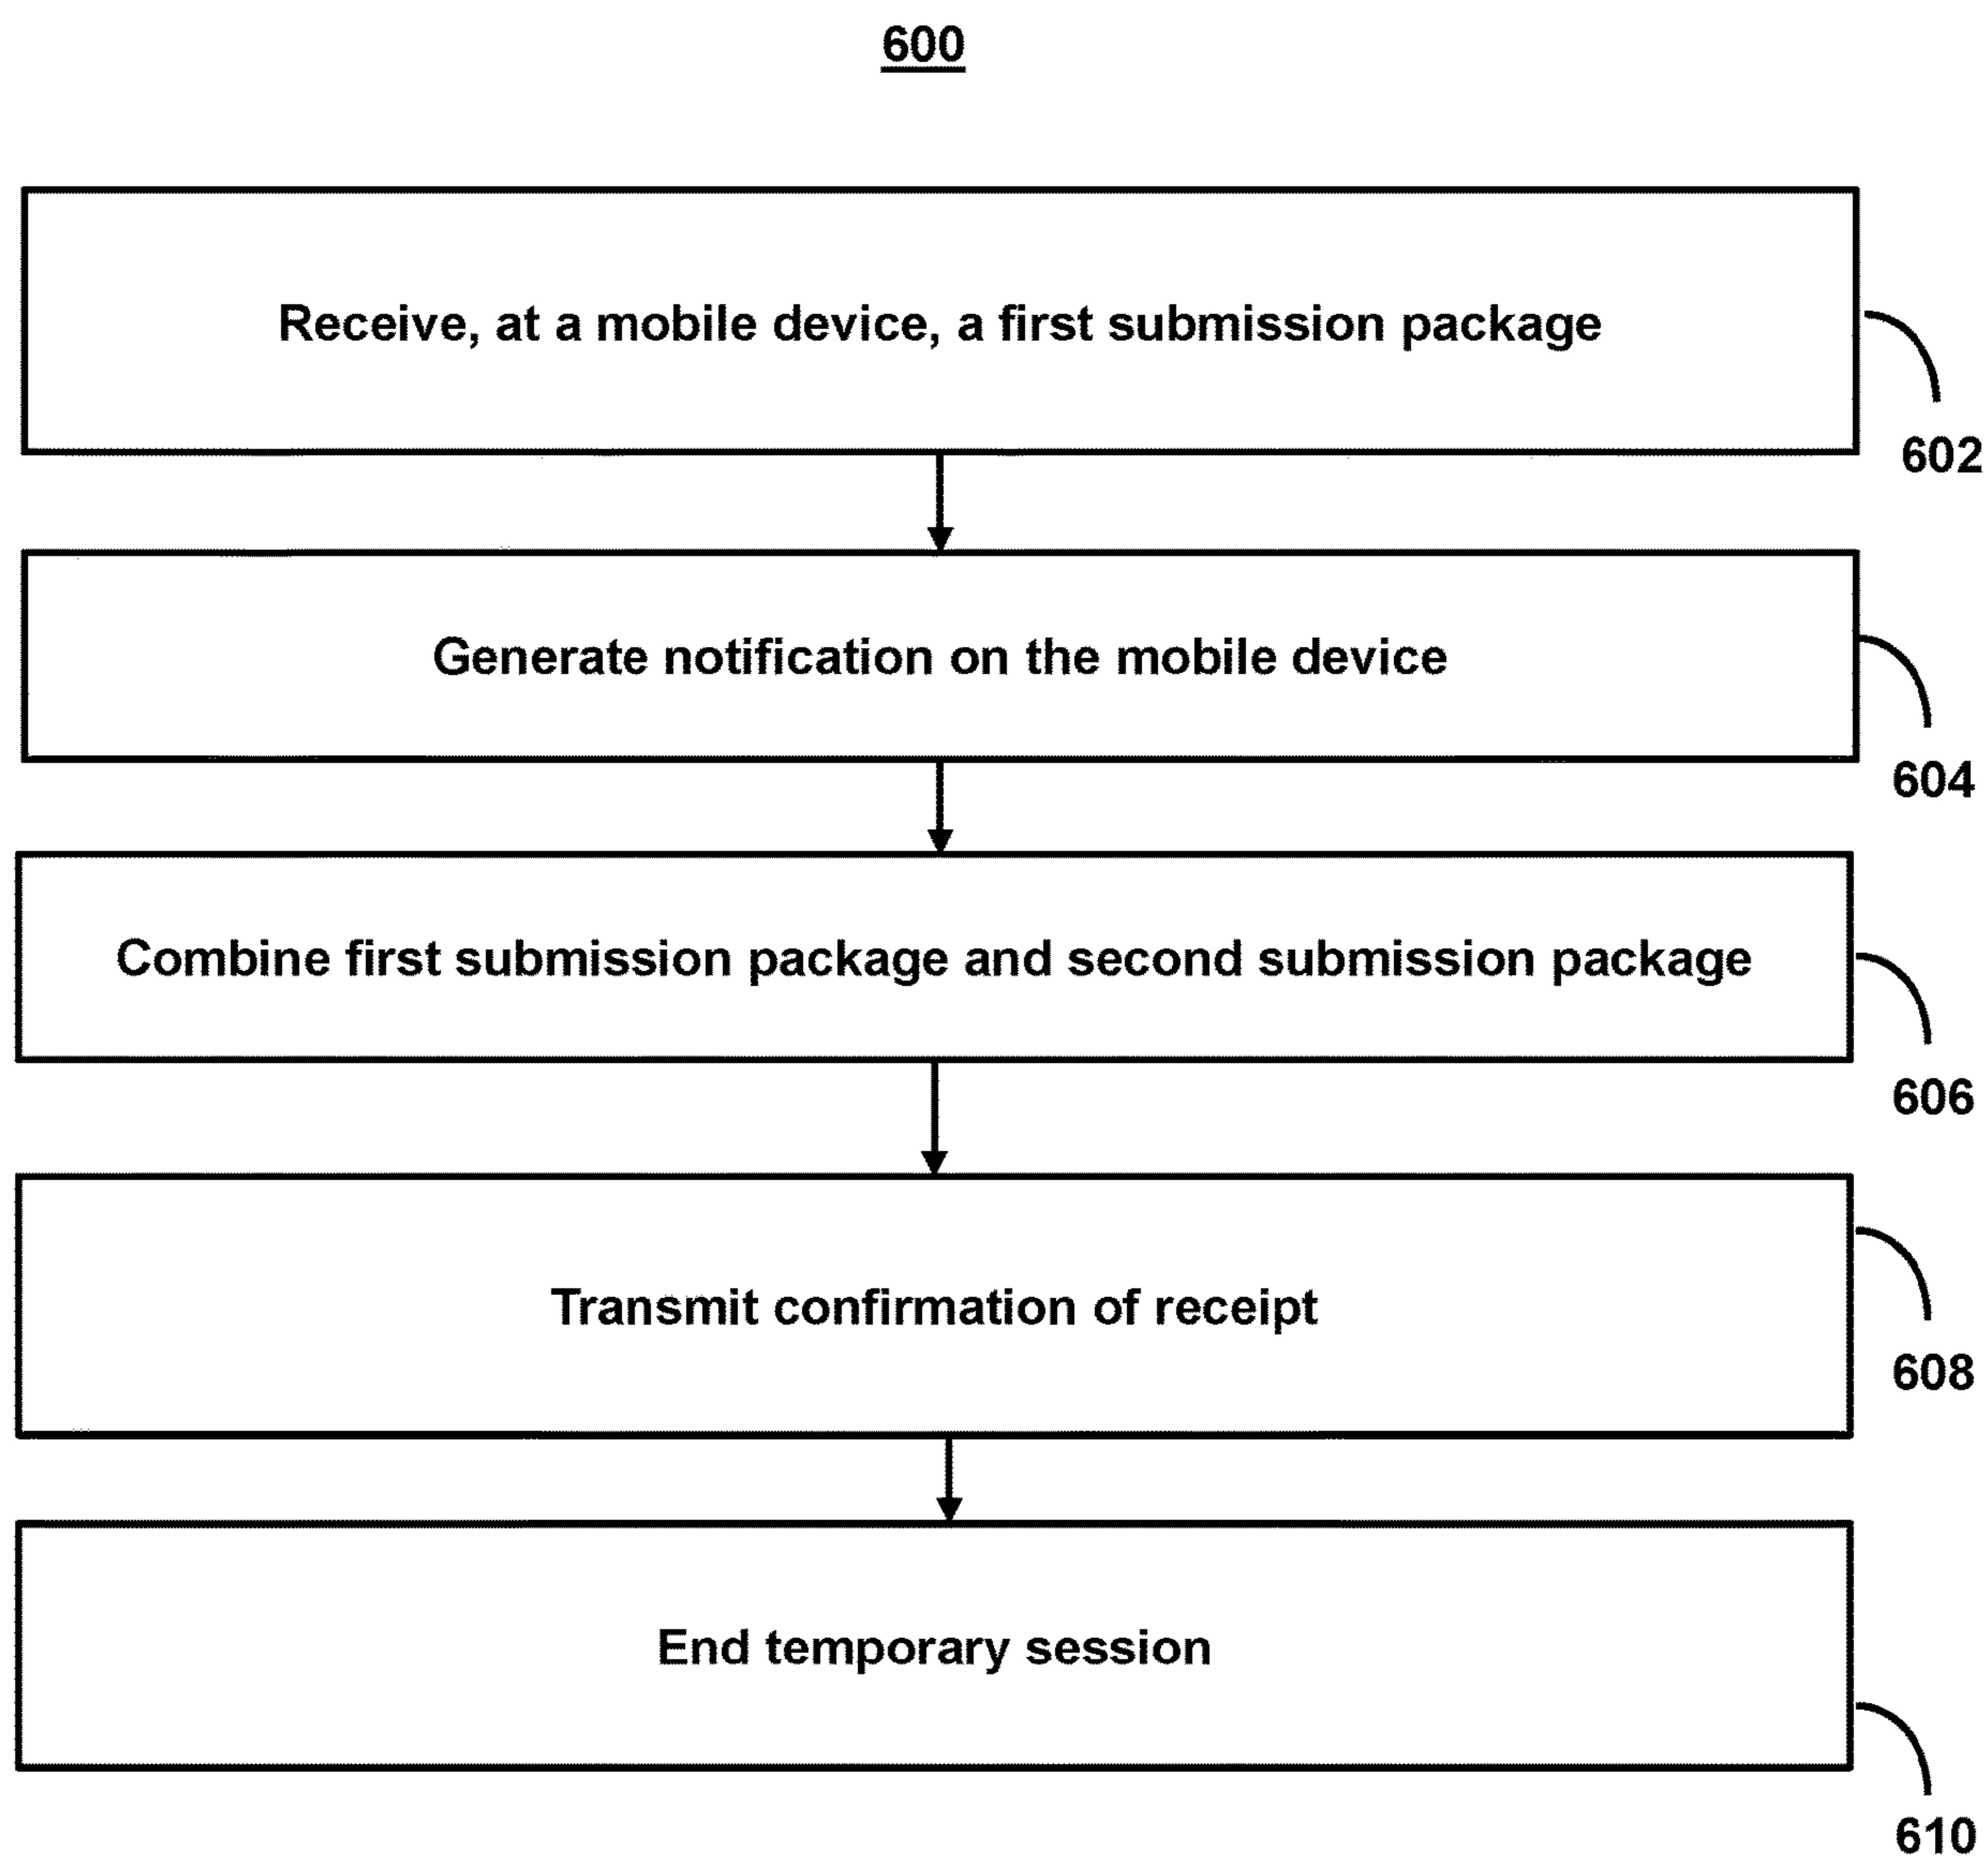 600
Receive, at a mobile device, a first submission package
602
Generate notification on the mobile device
604
Combine first submission package and second submission package
606
Transmit confirmation of receipt
608
End temporary session
610